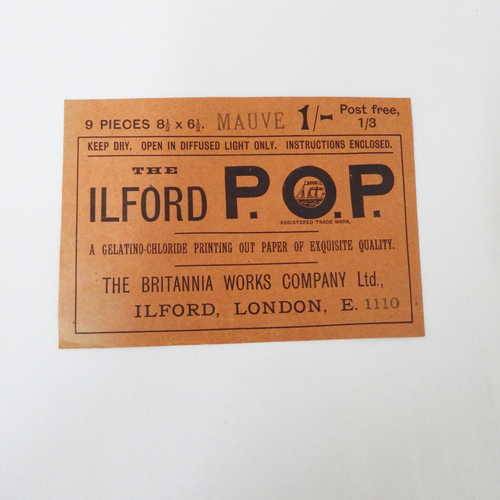 9 PIECES 8½ x 6½. MAUVE 1/- Post free, 1/3
KEEP DRY. OPEN IN DIFFUSED LIGHT ONLY. INSTRUCTIONS ENCLOSED.
THE
ILFORD P.O.P.
REGISTERED TRADE MARK.
A GELATINO-CHLORIDE PRINTING OUT PAPER OF EXQUISITE QUALITY.
THE BRITANNIA WORKS COMPANY Ltd.,
ILFORD, LONDON, E. 1110